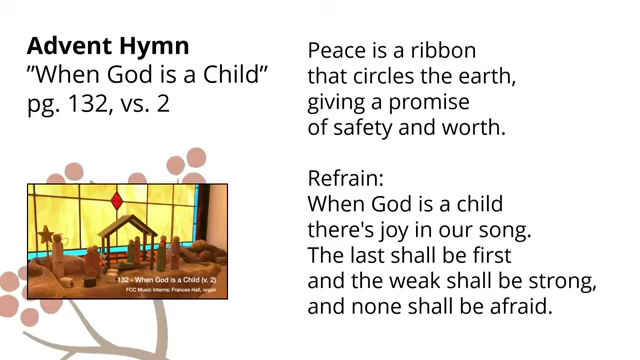 Advent Hymn
”When God is a Child”
pg. 132, vs. 2
132 - When God is a Child (v. 2)
FCC Music Interns: Frances Hall, organ
Peace is a ribbon
that circles the earth,
giving a promise
of safety and worth.
Refrain:
When God is a child
there's joy in our song.
The last shall be first
and the weak shall be strong,
and none shall be afraid.